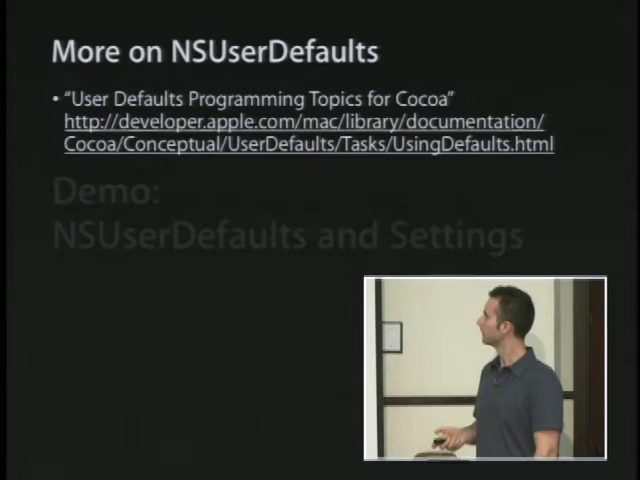 More on NSUserDefaults
• “User Defaults Programming Topics for Cocoa”
http://developer.apple.com/mac/library/documentation/
Cocoa/Conceptual/UserDefaults/Tasks/UsingDefaults.html
Demo:
NSUserDefaults and Settings